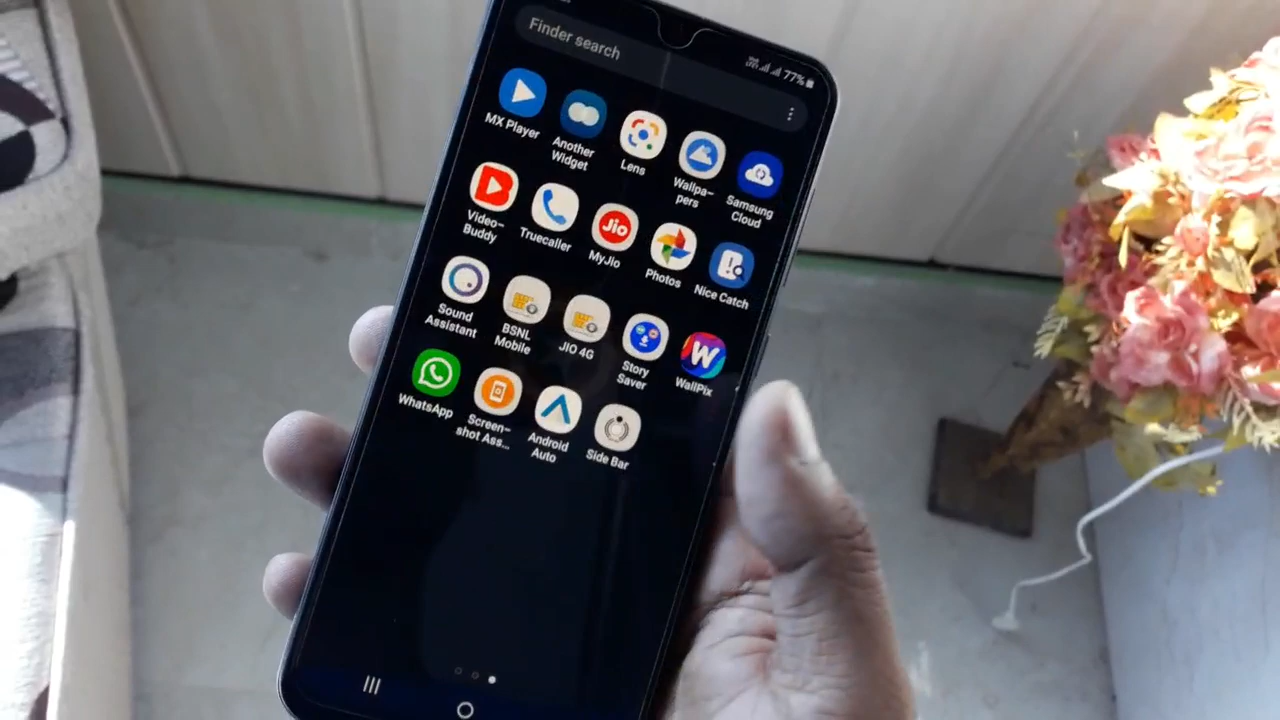 77%
Finder search
MX Player
Another
Widget
Lens
Wallpa-
pers
Samsung
Cloud
Video-
Buddy
Truecaller
Jio
MyJio
Photos
Nice Catch
Sound
Assistant
BSNL
Mobile
JIO 4G
Story
Saver
W
WallPix
WhatsApp
Screen-
shot Ass...
Android
Auto
Side Bar